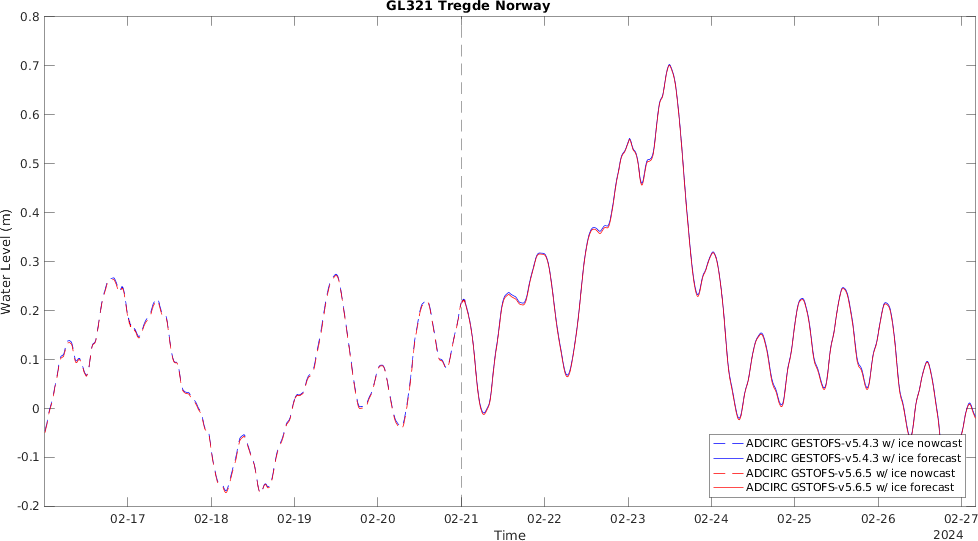 GL321 Tregde Norway
0.8
0.7
0.6
0.5
0.4
0.3
0.2
0.1
0
-0.1
-0.2
Water Level (m)
ADCIRC GESTOFS-v5.4.3 w/ ice nowcast
ADCIRC GESTOFS-v5.4.3 w/ ice forecast
ADCIRC GSTOFS-v5.6.5 w/ ice nowcast
ADCIRC GSTOFS-v5.6.5 w/ ice forecast
02-17 02-18 02-19 02-20 02-21 02-22 02-23 02-24 02-25 02-26 02-27
Time
2024